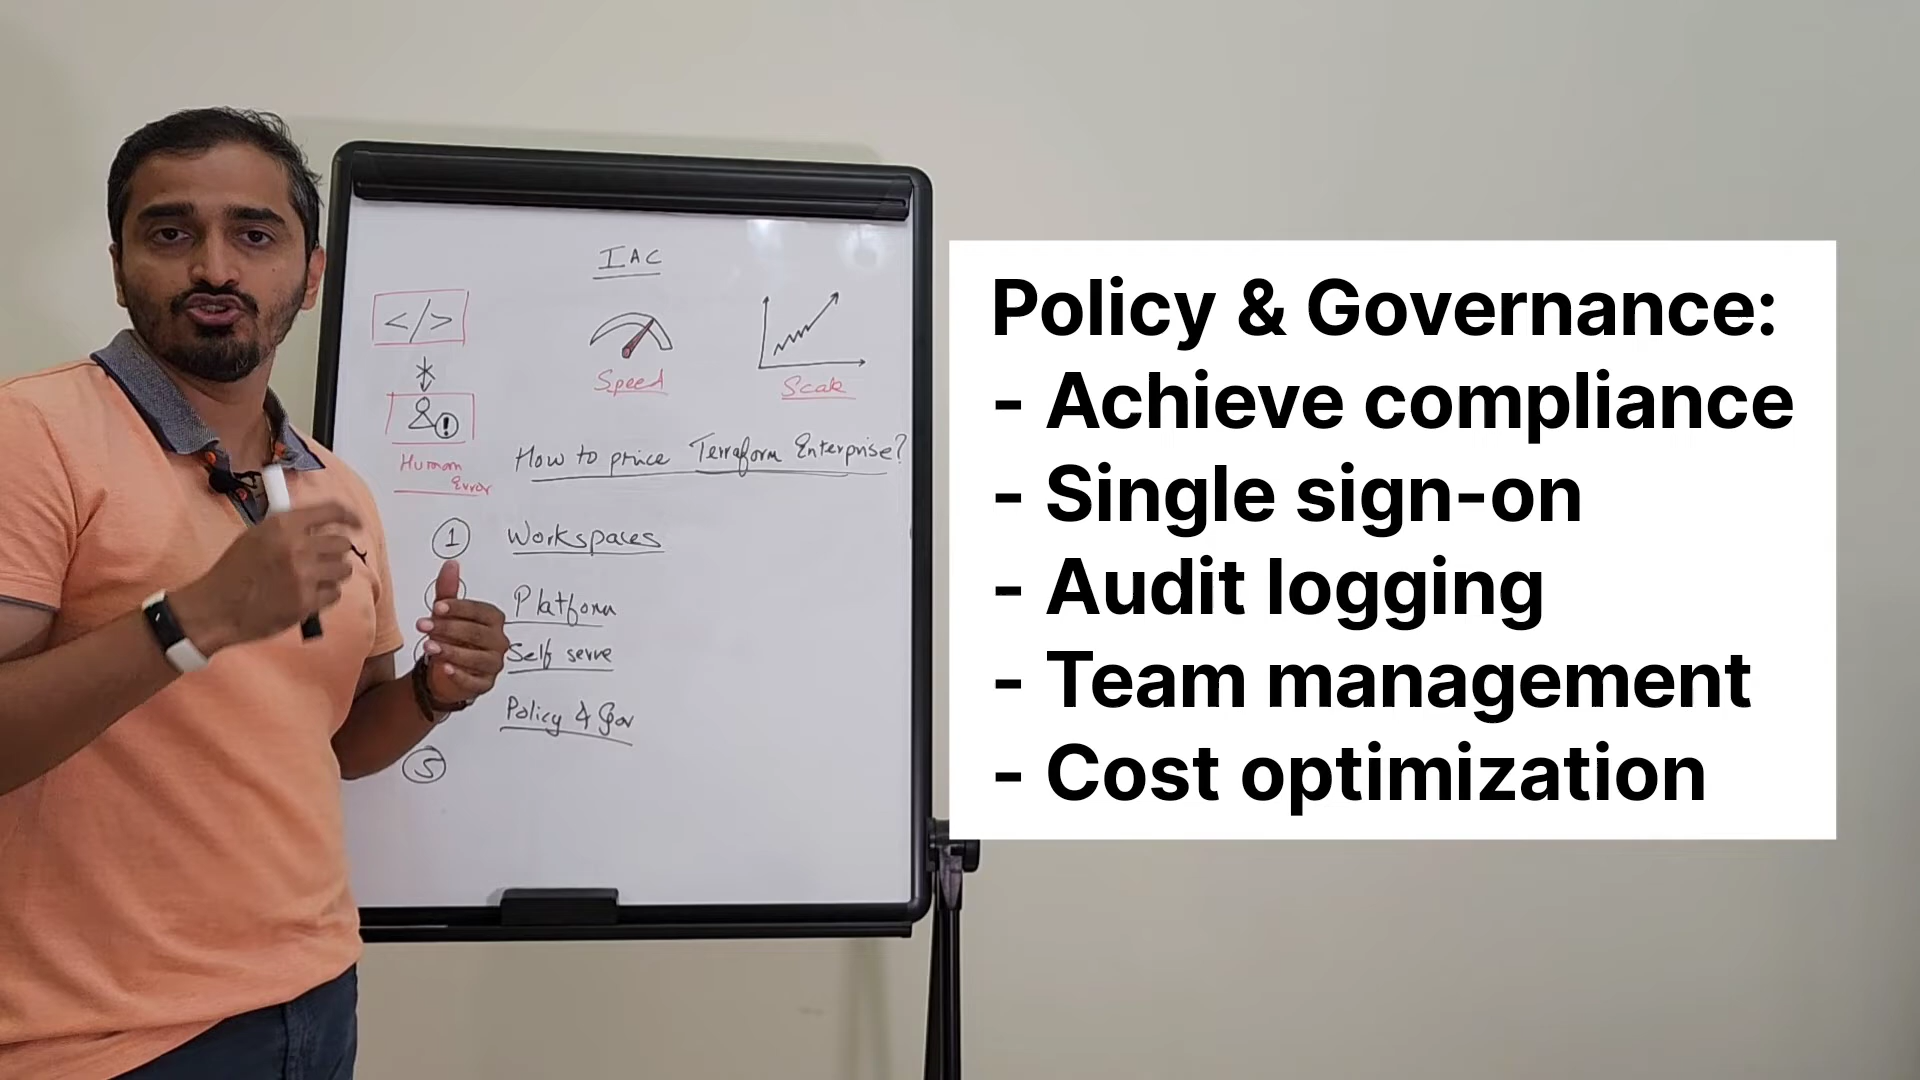 IAC
</>
Speed
Scale
Human
Error
How to price Terraform Enterprise?
1 Workspaces
Platform
Self serve
Policy & Gov
5
Policy & Governance:
- Achieve compliance
- Single sign-on
- Audit logging
- Team management
- Cost optimization